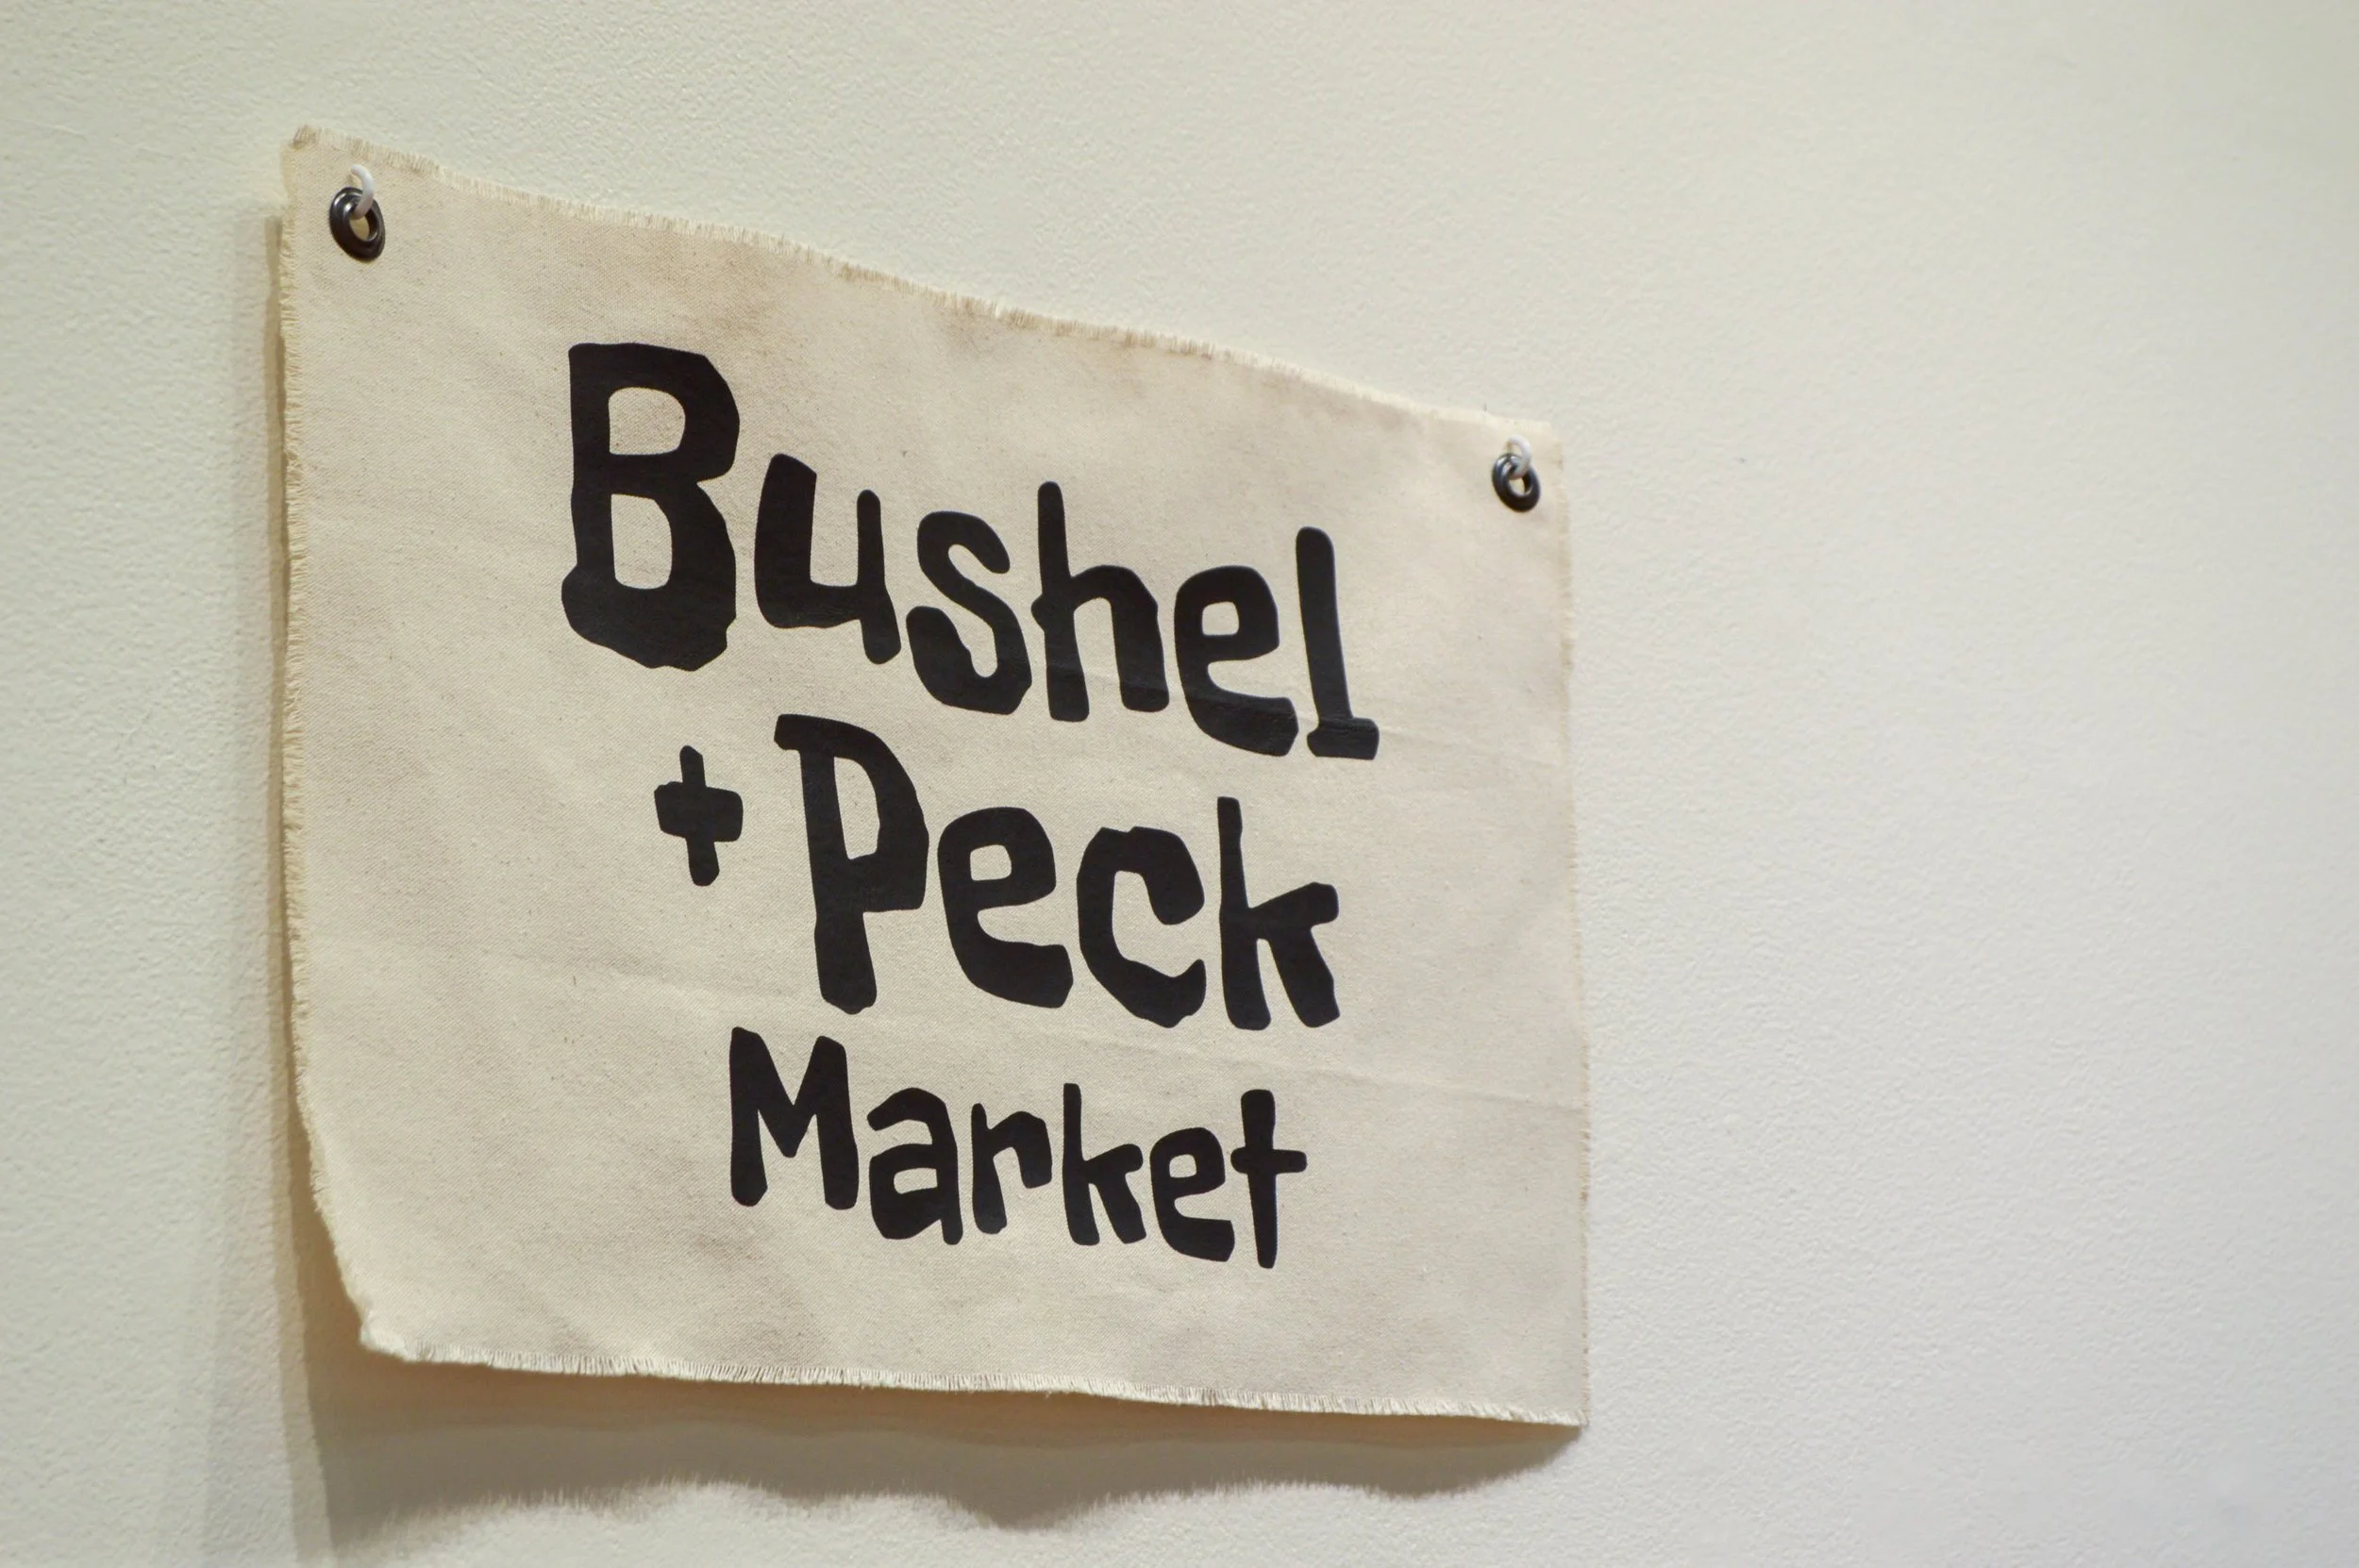 Bushel
+ Peck
Market